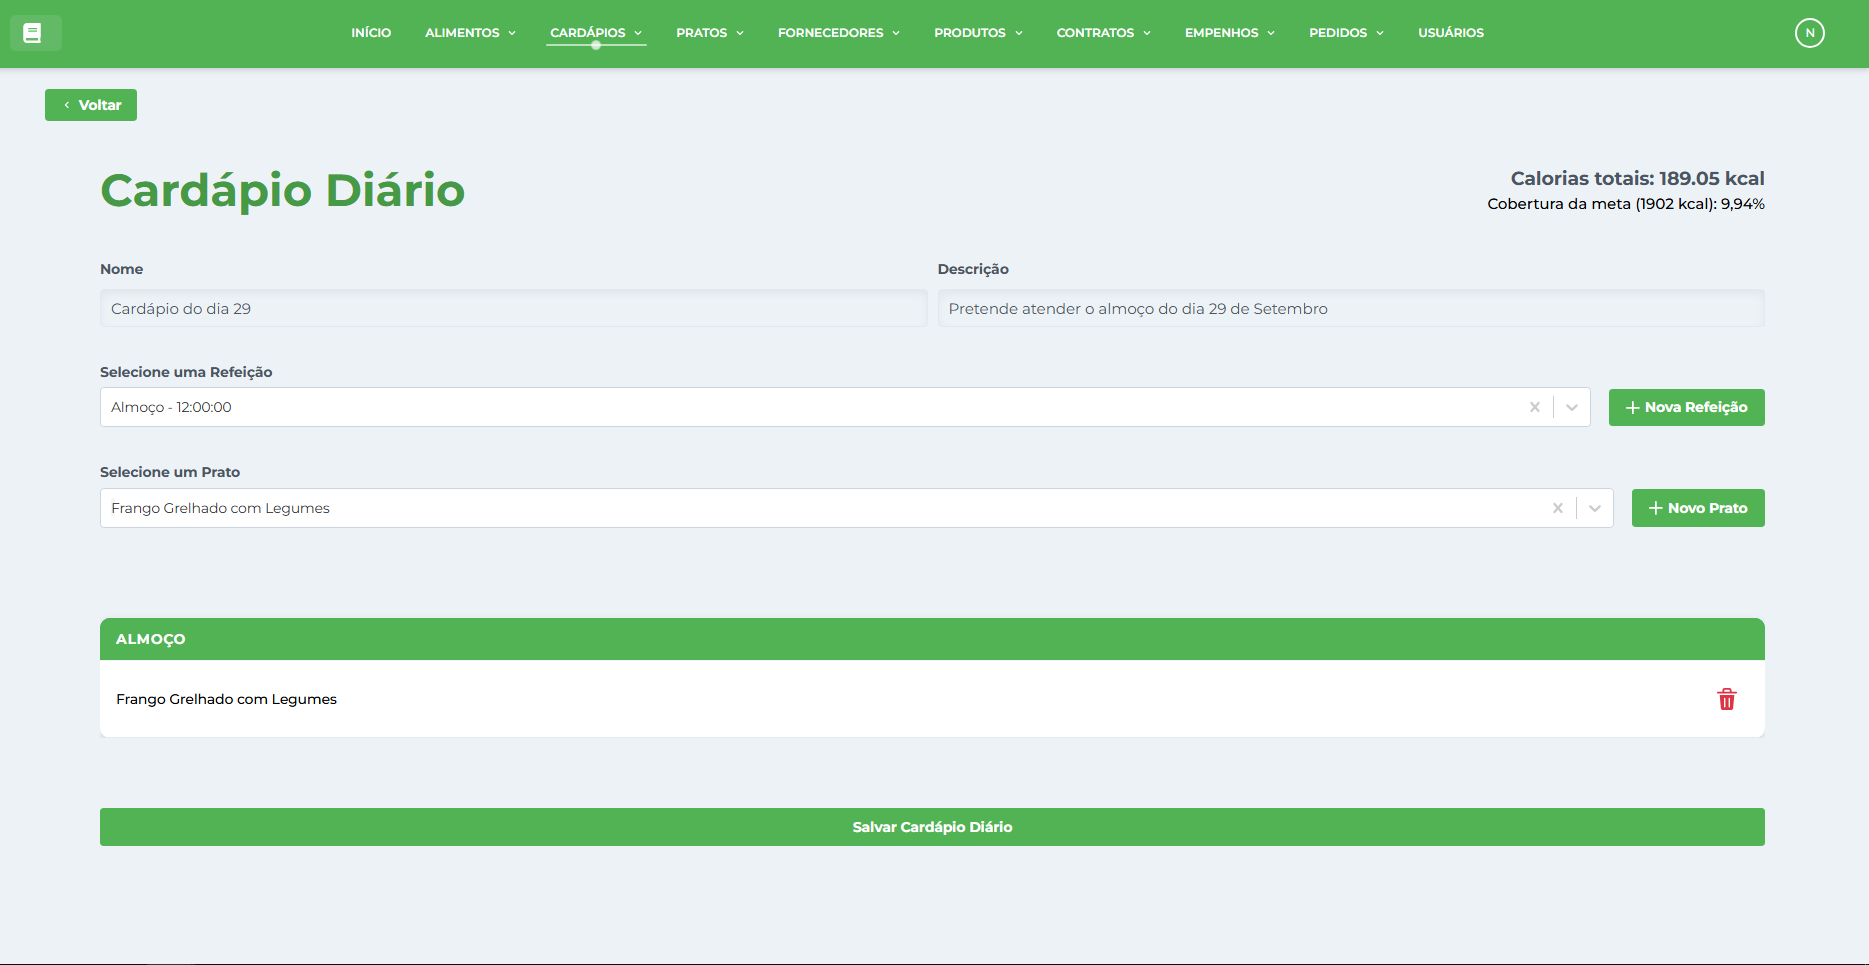 INÍCIO ALIMENTOS CARDÁPIOS PRATOS FORNECEDORES PRODUTOS CONTRATOS EMPENHOS PEDIDOS USUÁRIOS N
Voltar
Cardápio Diário
Calorias totais: 189.05 kcal
Cobertura da meta (1902 kcal): 9,94%
Nome Descrição
Cardápio do dia 29 Pretende atender o almoço do dia 29 de Setembro
Selecione uma Refeição
Almoço - 12:00:00 + Nova Refeição
Selecione um Prato
Frango Grelhado com Legumes + Novo Prato
ALMOÇO
Frango Grelhado com Legumes
Salvar Cardápio Diário